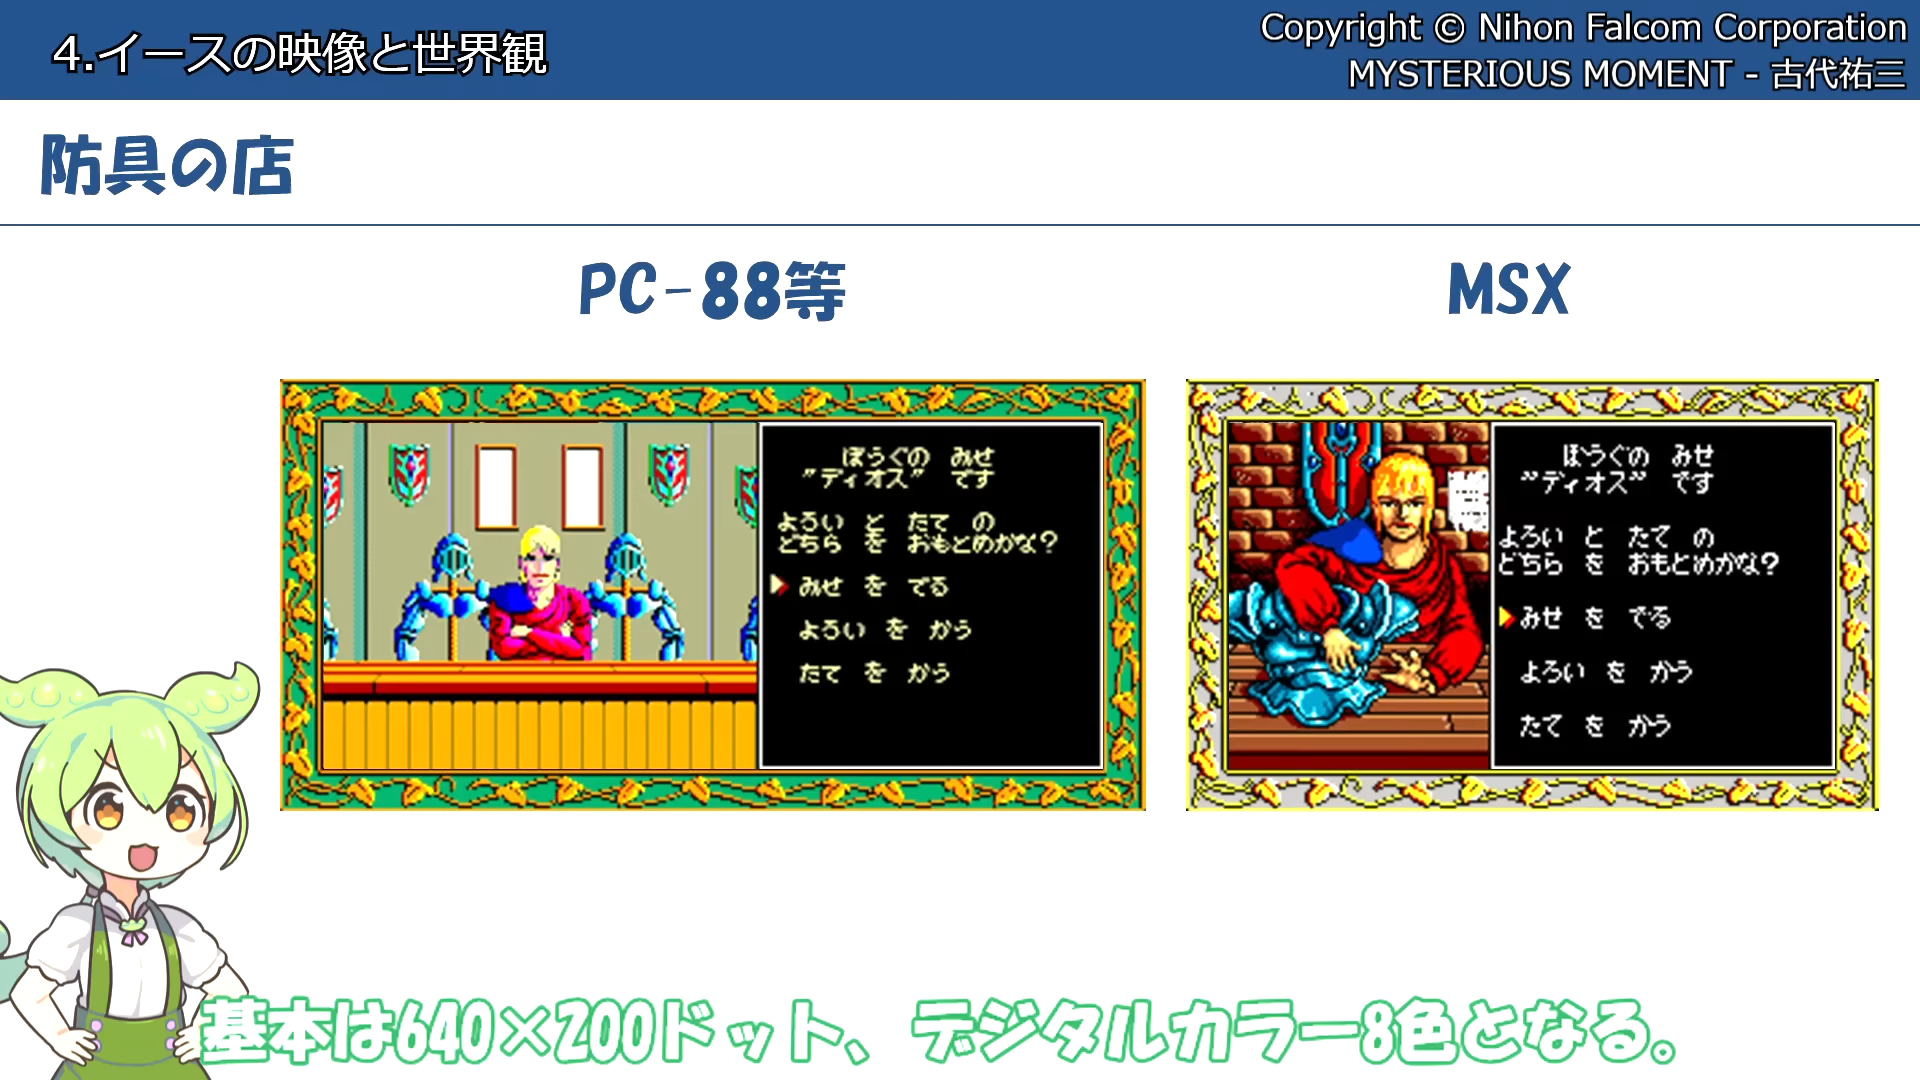 4.イースの映像と世界観
Copyright © Nihon Falcom Corporation
MYSTERIOUS MOMENT - 古代祐三
防具の店
PC-88等
MSX
ぼうぐの みせ
"ディオス" です
よろい と たて の
どちら を おもとめかな?
みせ を でる
よろい を かう
たて を かう
ぼうぐの みせ
"ディオス" です
よろい と たて の
どちら を おもとめかな?
みせ を でる
よろい を かう
たて を かう
基本は640×200ドット、デジタルカラー8色となる。